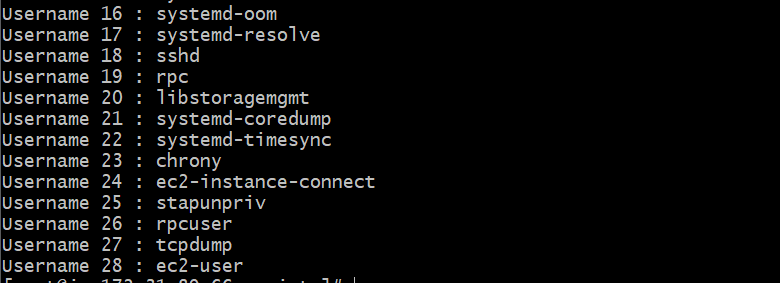 Username 16 : systemd-oom
Username 17 : systemd-resolve
Username 18 : sshd
Username 19 : rpc
Username 20 : libstoragemgmt
Username 21 : systemd-coredump
Username 22 : systemd-timesync
Username 23 : chrony
Username 24 : ec2-instance-connect
Username 25 : stapunpriv
Username 26 : rpcuser
Username 27 : tcpdump
Username 28 : ec2-user